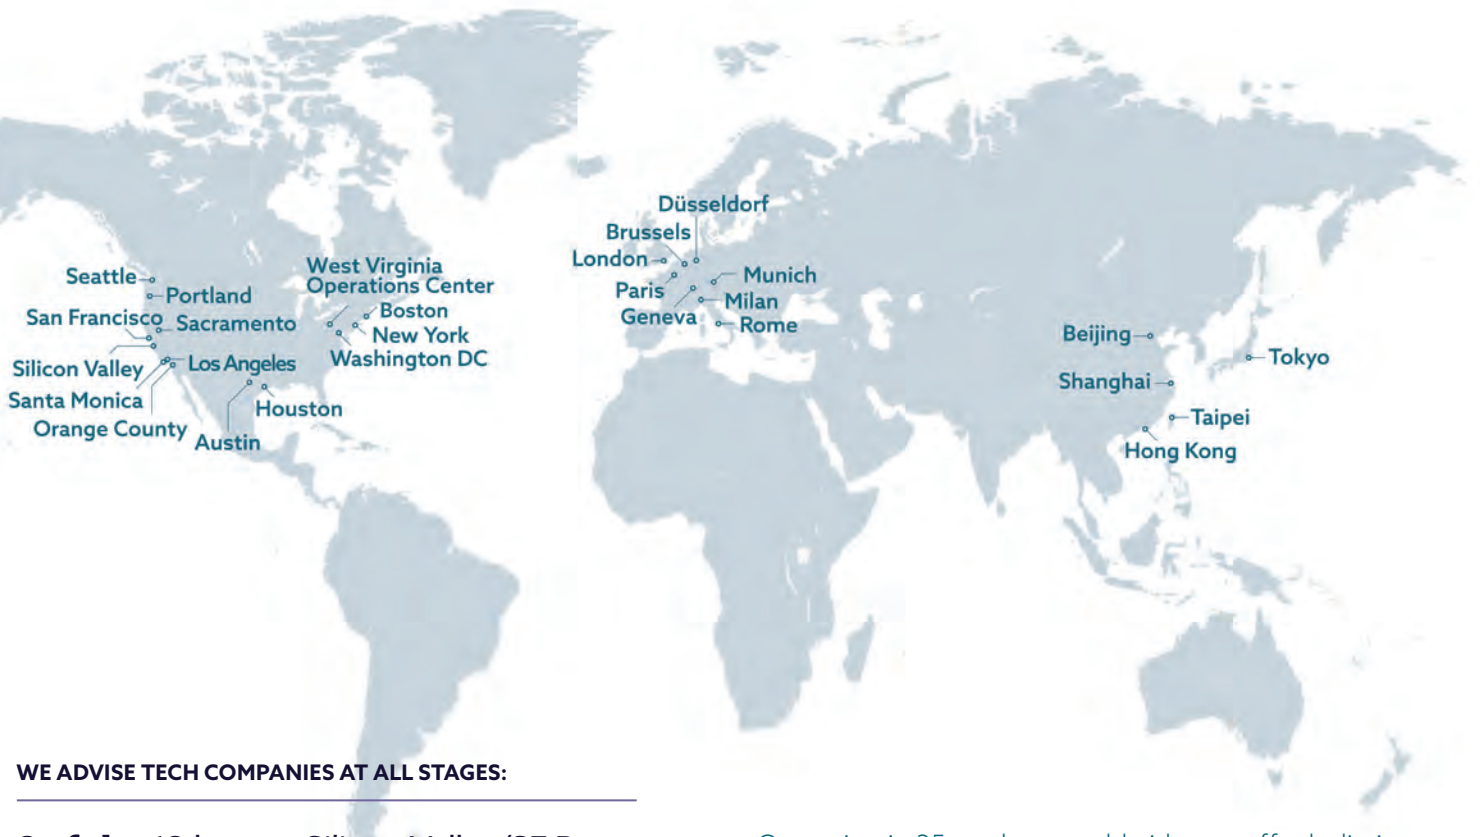 Düsseldorf
Brussels
London
Munich
Paris
Milan
Geneva
Rome
Seattle
Portland
San Francisco
Sacramento
Silicon Valley
Los Angeles
Santa Monica
Orange County
Austin
Houston
West Virginia
Operations Center
Boston
New York
Washington DC
Beijing
Tokyo
Shanghai
Taipei
Hong Kong
WE ADVISE TECH COMPANIES AT ALL STAGES: